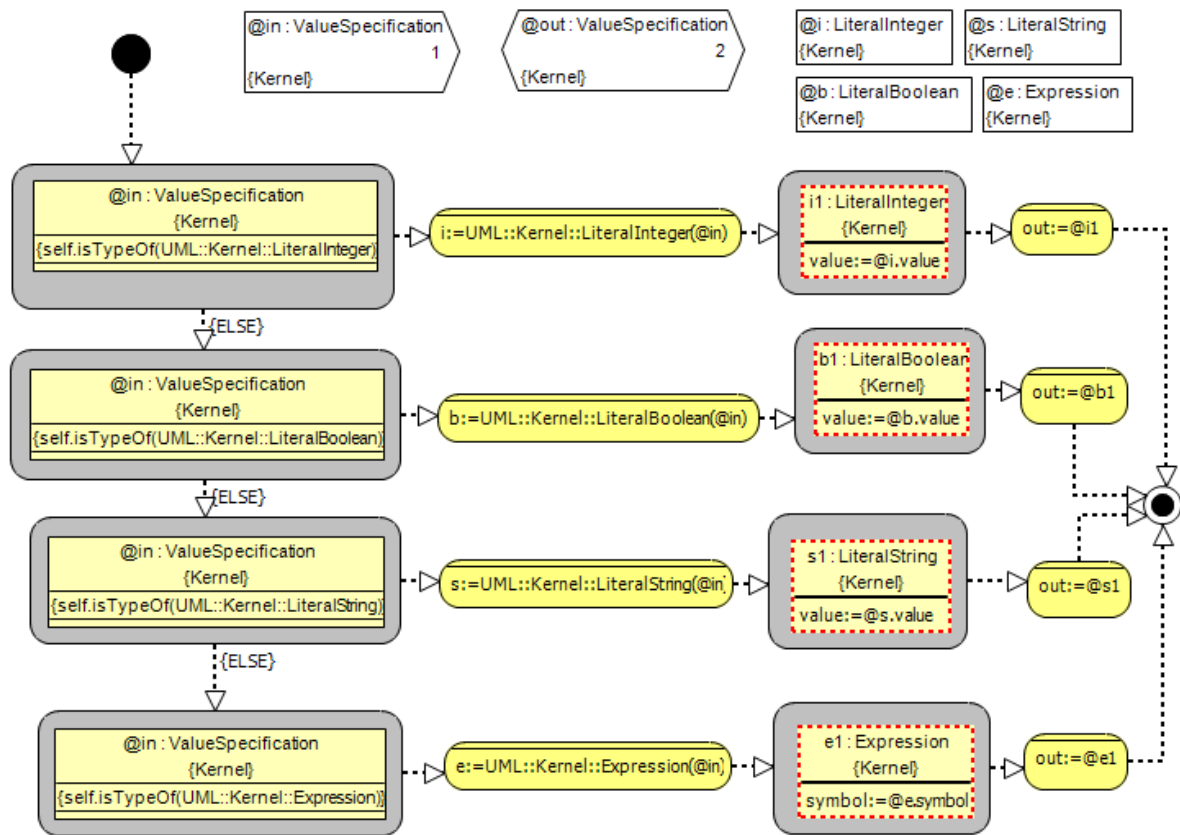 @in : ValueSpecification
1
{Kernel}
@out : ValueSpecification
2
{Kernel}
@i : LiteralInteger
{Kernel}
@s : LiteralString
{Kernel}
@b : LiteralBoolean
{Kernel}
@e : Expression
{Kernel}
@in : ValueSpecification
{Kernel}
{self.isTypeOf(UML::Kernel::LiteralInteger)
i:=UML::Kernel::LiteralInteger(@in)
i1 : LiteralInteger
{Kernel}
value:=@i.value
out:=@i1
{ELSE}
@in : ValueSpecification
{Kernel}
{self.isTypeOf(UML::Kernel::LiteralBoolean)}
b:=UML::Kernel::LiteralBoolean(@in)
b1 : LiteralBoolean
{Kernel}
value:=@b.value
out:=@b1
{ELSE}
@in : ValueSpecification
{Kernel}
{self.isTypeOf(UML::Kernel::LiteralString)}
s:=UML::Kernel::LiteralString(@in)
s1 : LiteralString
{Kernel}
value:=@s.value
out:=@s1
{ELSE}
@in : ValueSpecification
{Kernel}
{self.isTypeOf(UML::Kernel::Expression)}
e:=UML::Kernel::Expression(@in)
e1 : Expression
{Kernel}
symbol:=@e.symbol
out:=@e1